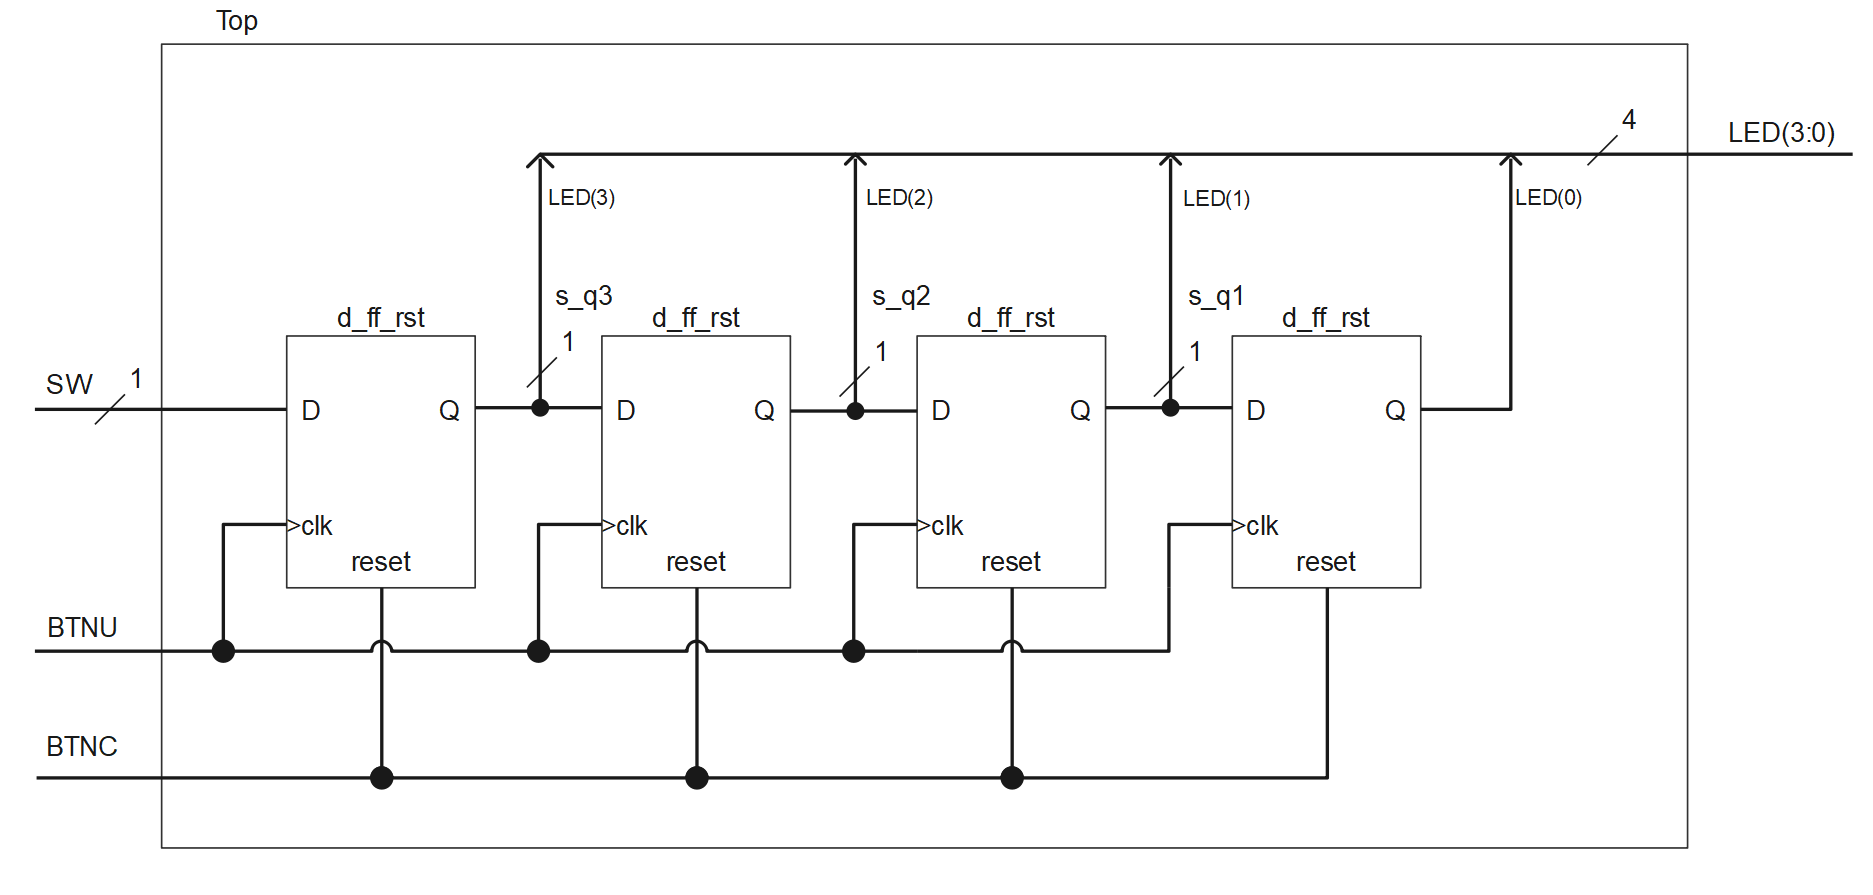 Top
4
LED(3:0)
LED(3)
LED(2)
LED(1)
LED(0)
s_q3
s_q2
s_q1
d_ff_rst
d_ff_rst
d_ff_rst
d_ff_rst
1
1
1
SW
1
D
Q
D
Q
D
Q
D
Q
>clk
>clk
>clk
>clk
reset
reset
reset
reset
BTNU
BTNC